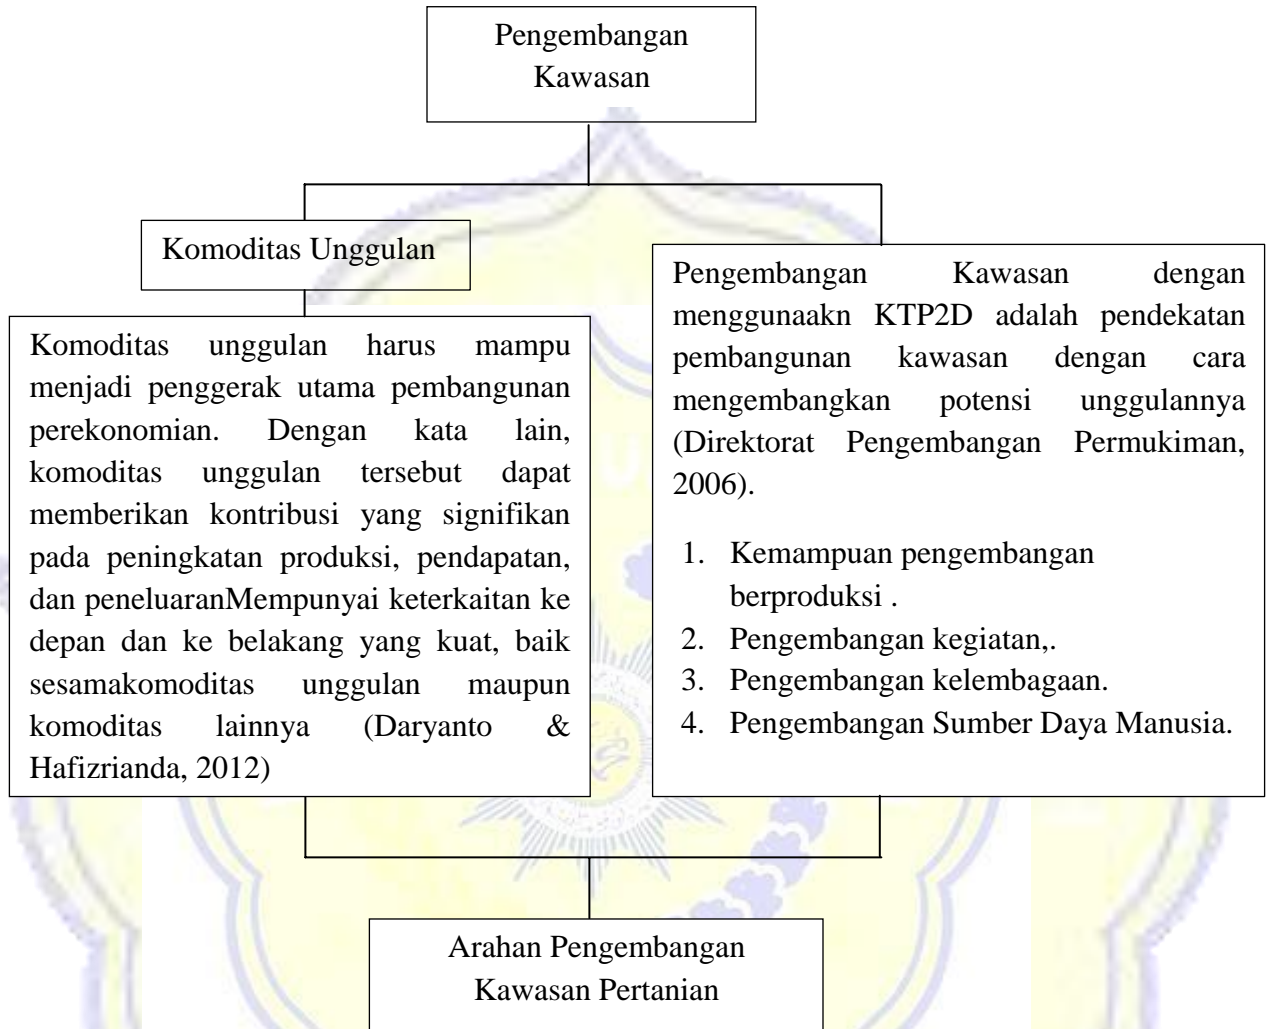 Pengembangan
Kawasan
Komoditas Unggulan
Komoditas unggulan harus mampu
menjadi penggerak utama pembangunan
perekonomian. Dengan kata lain,
komoditas unggulan tersebut dapat
memberikan kontribusi yang signifikan
pada peningkatan produksi, pendapatan,
dan peneluaranMempunyai keterkaitan ke
depan dan ke belakang yang kuat, baik
sesamakomoditas unggulan maupun
komoditas lainnya (Daryanto &
Hafizrianda, 2012)
Pengembangan Kawasan dengan
menggunaakn KTP2D adalah pendekatan
pembangunan kawasan dengan cara
mengembangkan potensi unggulannya
(Direktorat Pengembangan Permukiman,
2006).
1. Kemampuan pengembangan
berproduksi .
2. Pengembangan kegiatan,.
3. Pengembangan kelembagaan.
4. Pengembangan Sumber Daya Manusia.
Arahan Pengembangan
Kawasan Pertanian